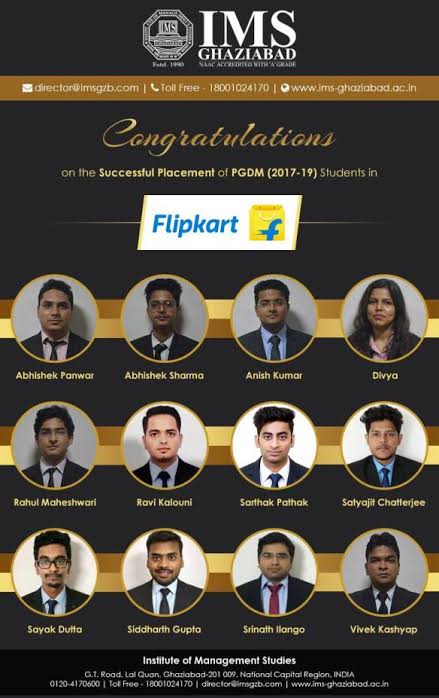 IMS
GHAZIABAD
Estd. 1990
NAAC ACCREDITED WITH 'A' GRADE
director@imsgzb.com | Toll Free - 18001024170 | www.ims-ghaziabad.ac.in
Congratulations
on the Successful Placement of PGDM (2017-19) Students in
Flipkart
Abhishek Panwar
Abhishek Sharma
Anish Kumar
Divya
Rahul Maheshwari
Ravi Kalouni
Sarthak Pathak
Satyajit Chatterjee
Sayak Dutta
Siddharth Gupta
Srinath Ilango
Vivek Kashyap
Institute of Management Studies
G.T. Road, Lal Quan, Ghaziabad-201 009, National Capital Region, INDIA
0120-4170600 | Toll Free - 18001024170 | director@imsgzb.com | www.ims-ghaziabad.ac.in